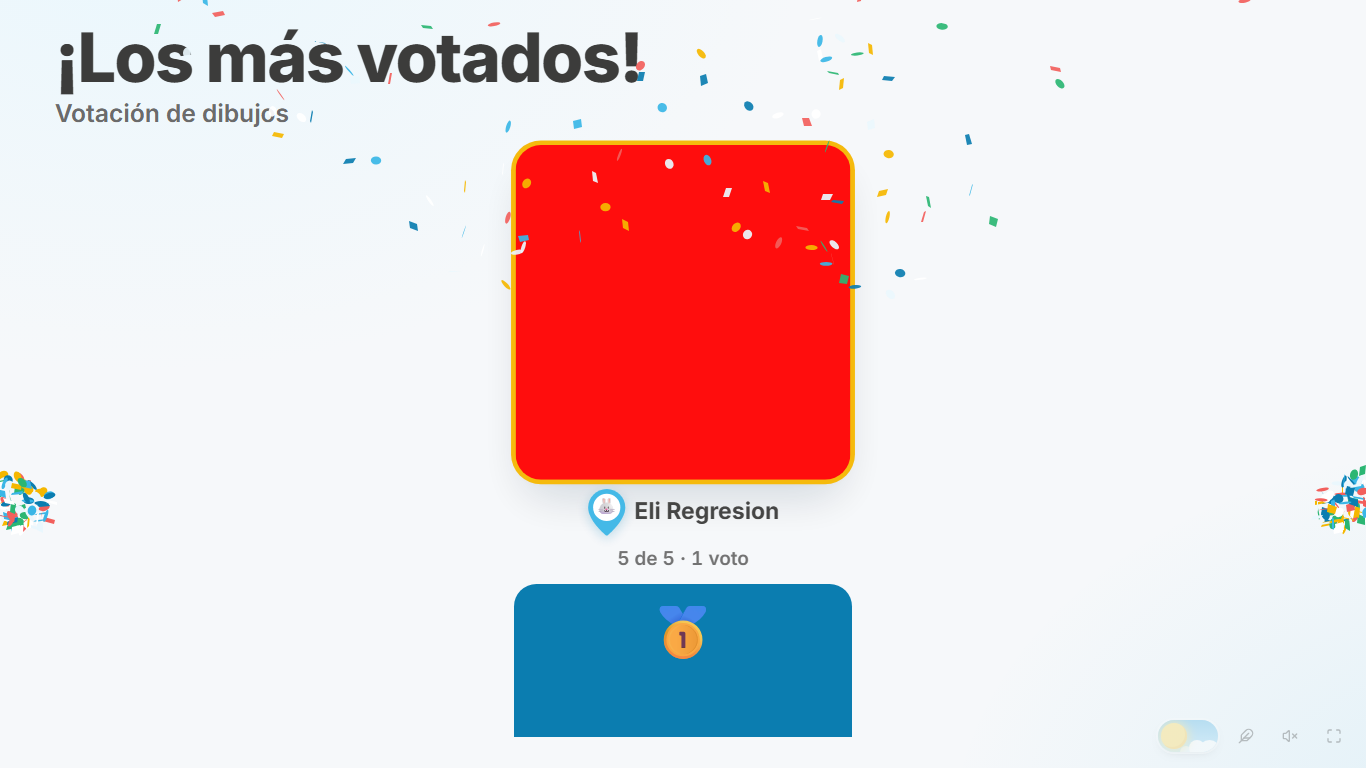 ¡Los más votados!
Votación de dibujos
Eli Regresion
5 de 5 · 1 voto
1